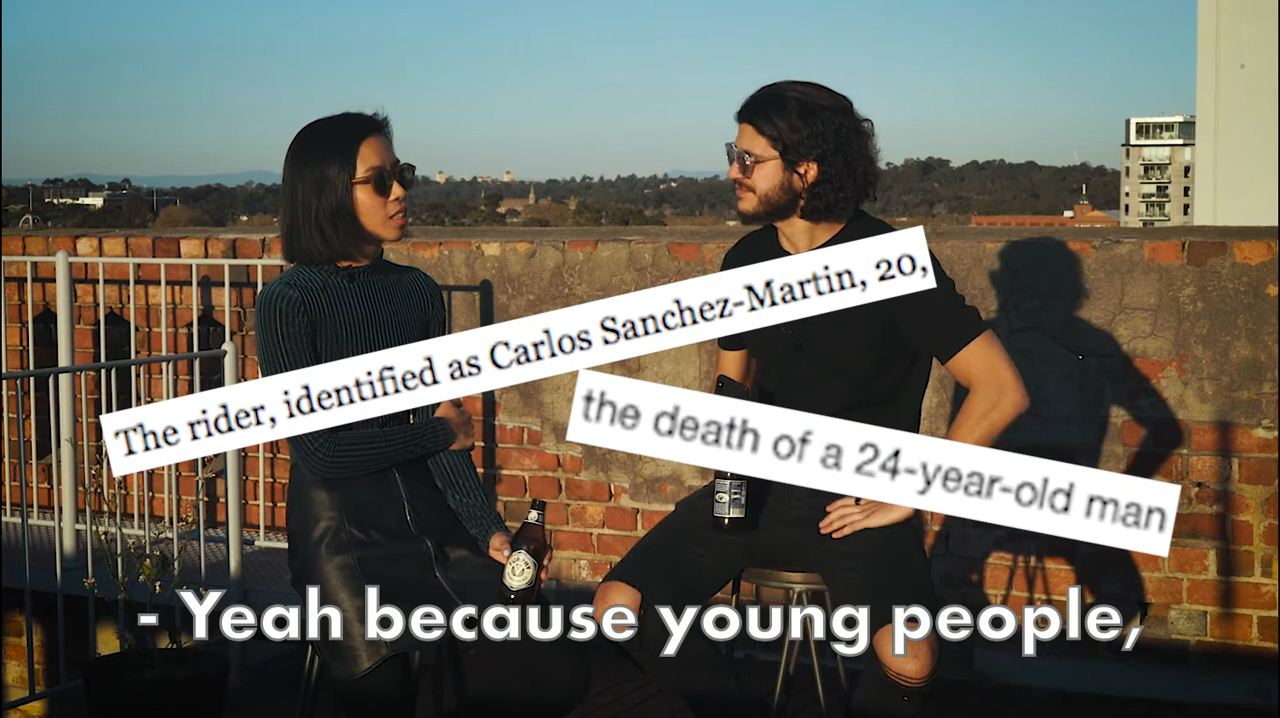 The rider, identified as Carlos Sanchez-Martin, 20,
the death of a 24-year-old man
- Yeah because young people,